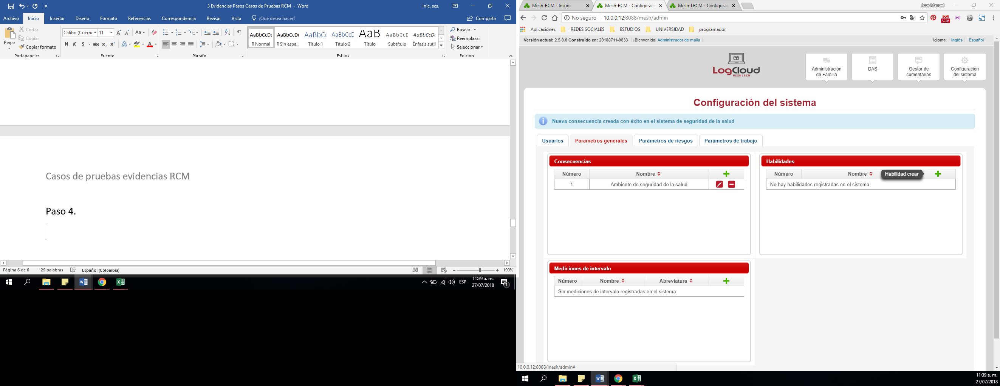 3 Evidencias Pasos Casos de Pruebas RCM - Word
Inic. ses.
Archivo Inicio Insertar Diseño Formato Referencias Correspondencia Revisar Vista ¿Qué desea hacer? Compartir
Pegar
Cortar
Copiar
Copiar formato
Portapapeles
Calibri (Cuerpo 11
N K S abc x₂ x²
Fuente
Párrafo
AaBbCcDc AaBbCcDc AaBbCc AaBbCcD AaB AaBbCcD AaBbCcDc
¶ Normal ¶ Sin espa... Título 1 Título 2 Título Subtítulo Énfasis sutil
Estilos
Buscar
Reemplazar
Seleccionar
Edición
Casos de pruebas evidencias RCM
Paso 4.
Página 6 de 6 129 palabras Español (Colombia) 190%
ESP
11:39 a. m.
27/07/2018
1
Mesh-RCM - Inicio
Mesh-RCM - Configuraci
Mesh-LRCM - Configurac
Jose Manuel
No seguro 10.0.0.12:8088/mesh/admin
5226
Aplicaciones REDES SOCIALES ESTUDIOS UNIVERSIDAD programador
Versión actual: 2.5.0.0 Construido en: 20180711-0833 ¡Bienvenido! Administrador de malla
Idioma: Inglés Español
LogCloud
MESH LRCM
Administración
de Familia
DAS
Gestor de
comentarios
Configuración
del sistema
Configuración del sistema
Nueva consecuencia creada con éxito en el sistema de seguridad de la salud
Usuarios Parametros generales Parámetros de riesgos Parámetros de trabajo
Consecuencias
Número Nombre
1 Ambiente de seguridad de la salud
Habilidades
Número Nombre Habilidad crear
No hay habilidades registradas en el sistema
Mediciones de intervalo
Número Nombre Abreviatura
Sin mediciones de intervalo registradas en el sistema
10.0.0.12:8088/mesh/admin#
11:39 a. m.
27/07/2018